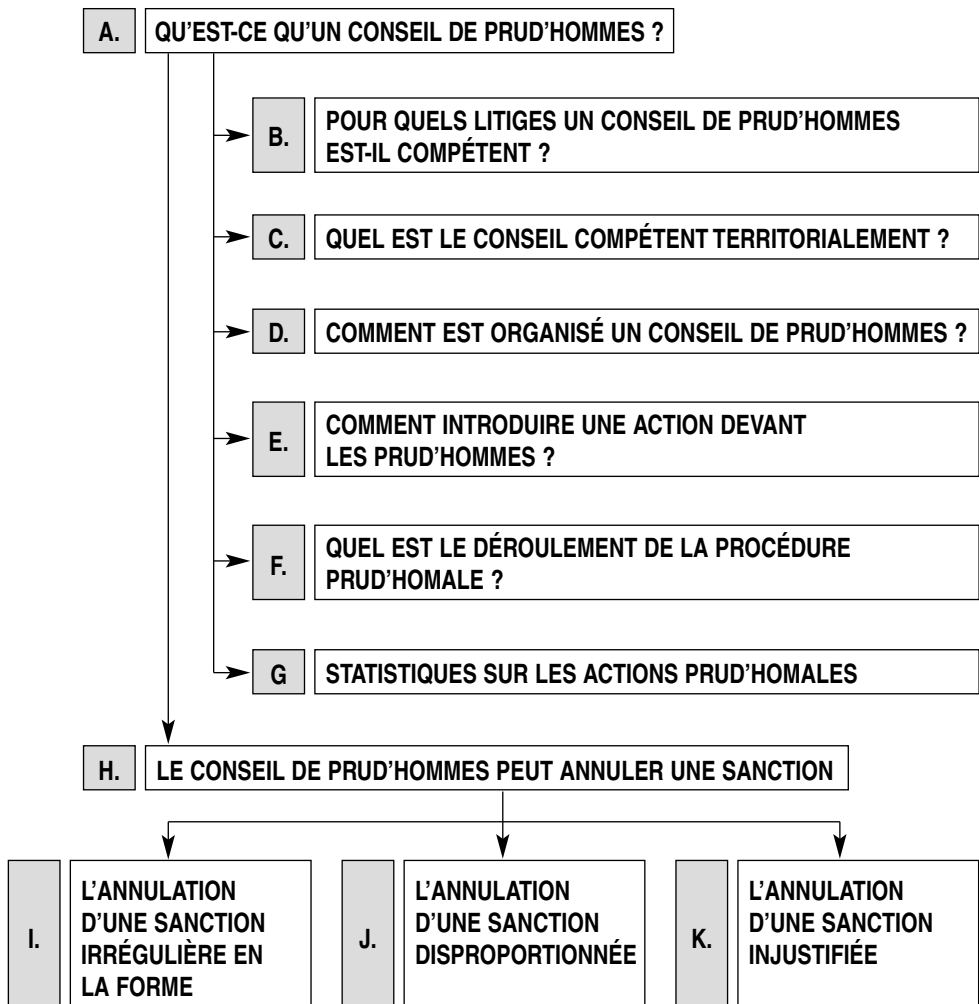 A. QU’EST-CE QU’UN CONSEIL DE PRUD’HOMMES ?
B. POUR QUELS LITIGES UN CONSEIL DE PRUD’HOMMES
EST-IL COMPÉTENT ?
C. QUEL EST LE CONSEIL COMPÉTENT TERRITORIALEMENT ?
D. COMMENT EST ORGANISÉ UN CONSEIL DE PRUD’HOMMES ?
E. COMMENT INTRODUIRE UNE ACTION DEVANT
LES PRUD’HOMMES ?
F. QUEL EST LE DÉROULEMENT DE LA PROCÉDURE
PRUD’HOMALE ?
G STATISTIQUES SUR LES ACTIONS PRUD’HOMALES
H. LE CONSEIL DE PRUD’HOMMES PEUT ANNULER UNE SANCTION
I.
L’ANNULATION
D’UNE SANCTION
IRRÉGULIÈRE EN
LA FORME
J.
L’ANNULATION
D’UNE SANCTION
DISPROPORTIONNÉE
K.
L’ANNULATION
D’UNE SANCTION
INJUSTIFIÉE